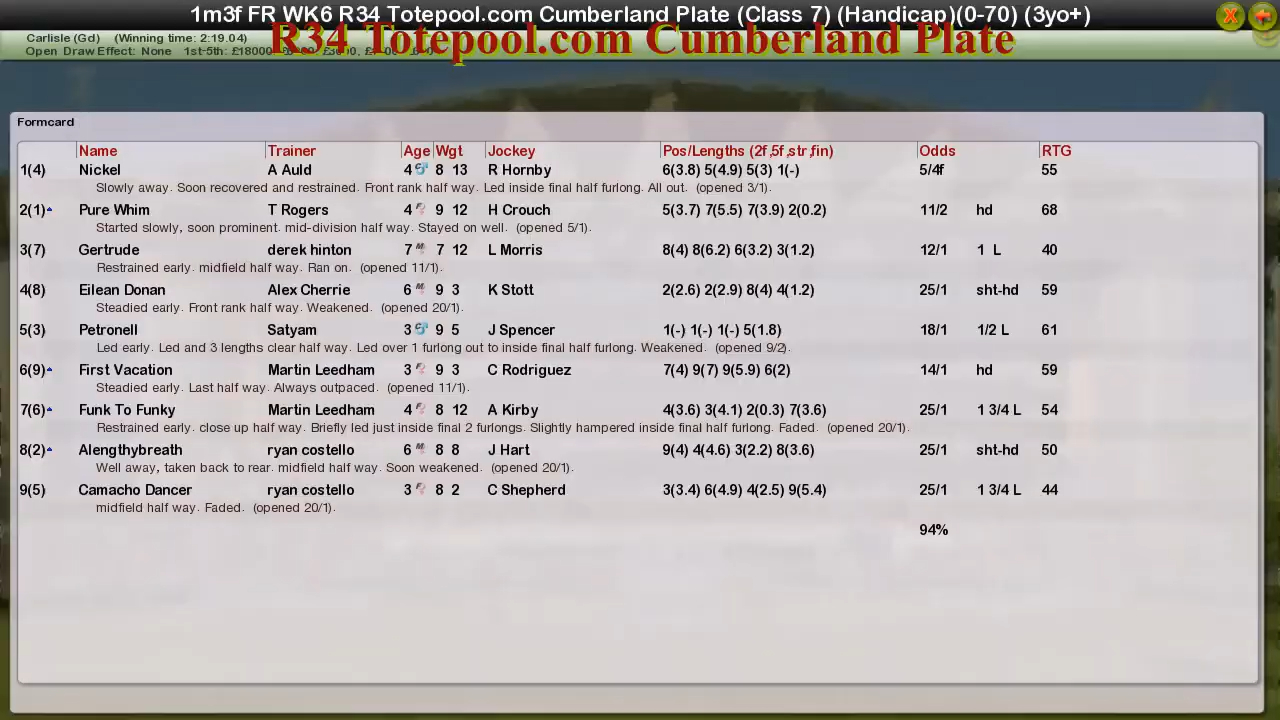 1m3f FR WK6 R34 Totepool.com Cumberland Plate (Class 7) (Handicap)(0-70) (3yo+)
R34 Totepool.com Cumberland Plate
Carlisle (Gd) (Winning time: 2:19.04)
Open Draw Effect: None 1st-5th: £18000,
Formcard
Name Trainer Age Wgt Jockey Pos/Lengths (2f,5f,str,fin) Odds RTG
1(4) Nickel A Auld 4 8 13 R Hornby 6(3.8) 5(4.9) 5(3) 1(-) 5/4f 55
Slowly away. Soon recovered and restrained. Front rank half way. Led inside final half furlong. All out. (opened 3/1).
2(1) Pure Whim T Rogers 4 9 12 H Crouch 5(3.7) 7(5.5) 7(3.9) 2(0.2) 11/2 hd 68
Started slowly, soon prominent. mid-division half way. Stayed on well. (opened 5/1).
3(7) Gertrude derek hinton 7 7 12 L Morris 8(4) 8(6.2) 6(3.2) 3(1.2) 12/1 1 L 40
Restrained early. midfield half way. Ran on. (opened 11/1).
4(8) Eilean Donan Alex Cherrie 6 9 3 K Stott 2(2.6) 2(2.9) 8(4) 4(1.2) 25/1 sht-hd 59
Steadied early. Front rank half way. Weakened. (opened 20/1).
5(3) Petronell Satyam 3 9 5 J Spencer 1(-) 1(-) 1(-) 5(1.8) 18/1 1/2 L 61
Led early. Led and 3 lengths clear half way. Led over 1 furlong out to inside final half furlong. Weakened. (opened 9/2).
6(9) First Vacation Martin Leedham 3 9 3 C Rodriguez 7(4) 9(7) 9(5.9) 6(2) 14/1 hd 59
Steadied early. Last half way. Always outpaced. (opened 11/1).
7(6) Funk To Funky Martin Leedham 4 8 12 A Kirby 4(3.6) 3(4.1) 2(0.3) 7(3.6) 25/1 1 3/4 L 54
Restrained early. close up half way. Briefly led just inside final 2 furlongs. Slightly hampered inside final half furlong. Faded. (opened 20/1).
8(2) Alengthybreath ryan costello 6 8 8 J Hart 9(4) 4(4.6) 3(2.2) 8(3.6) 25/1 sht-hd 50
Well away, taken back to rear. midfield half way. Soon weakened. (opened 20/1).
9(5) Camacho Dancer ryan costello 3 8 2 C Shepherd 3(3.4) 6(4.9) 4(2.5) 9(5.4) 25/1 1 3/4 L 44
midfield half way. Faded. (opened 20/1).
94%